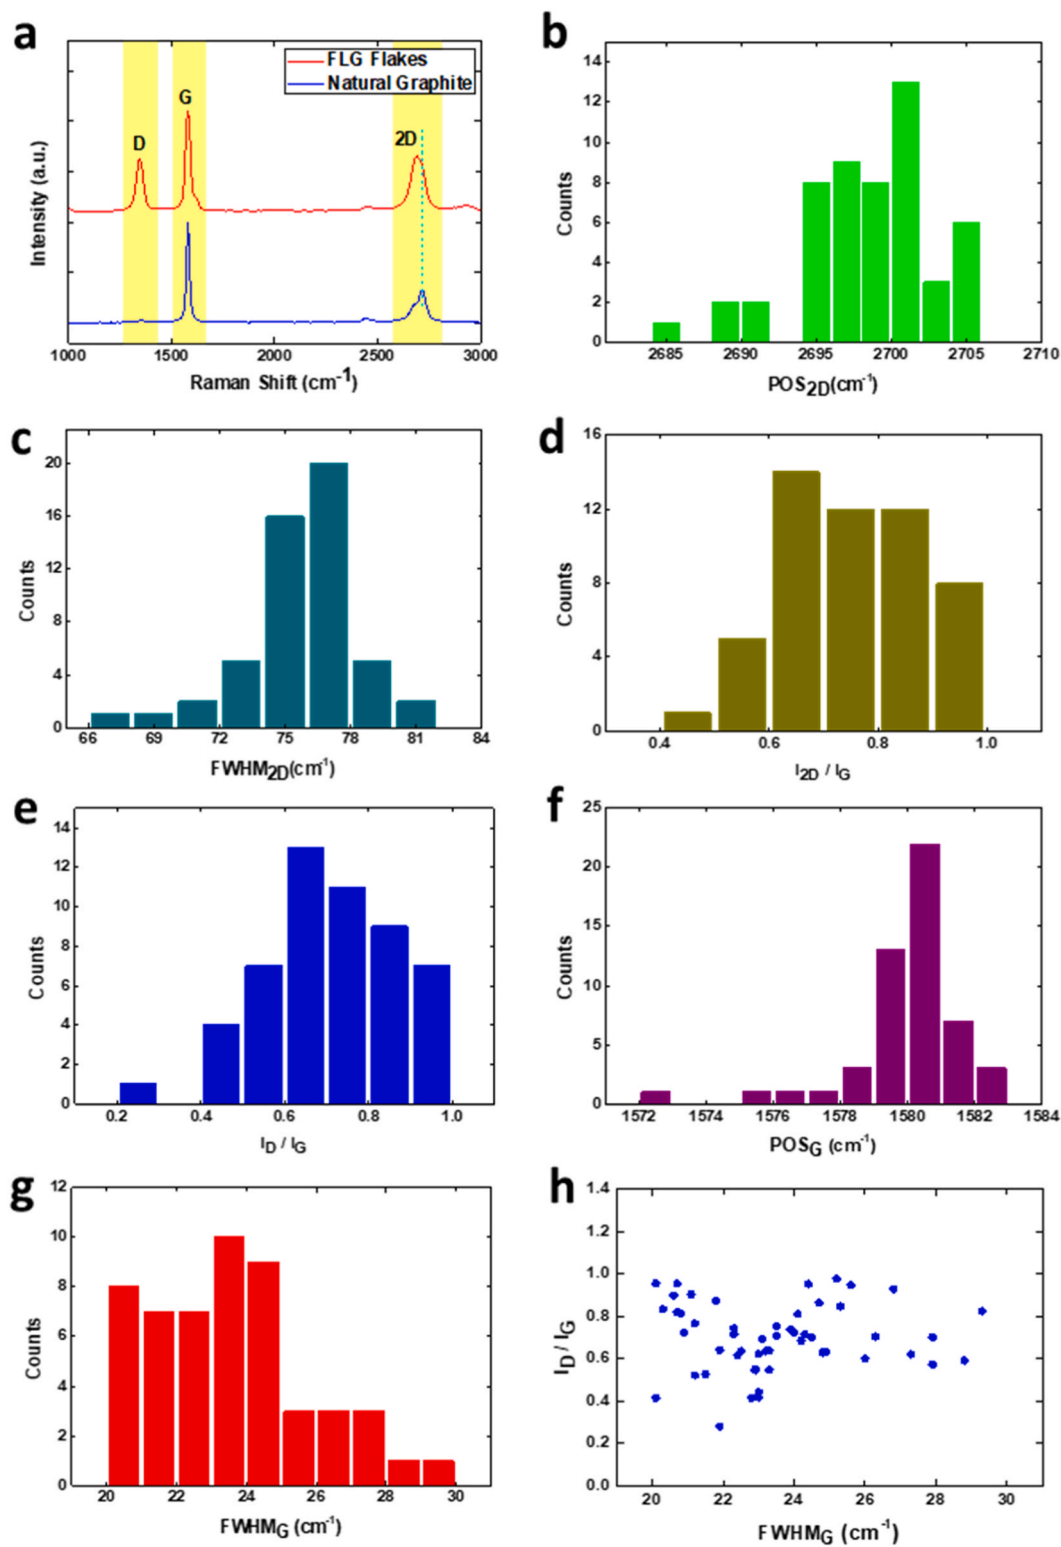 a
FLG Flakes
Natural Graphite
D
G
2D
Intensity (a.u.)
1000 1500 2000 2500 3000
Raman Shift (cm-1)
b
14
12
10
8
6
4
2
0
Counts
2685 2690 2695 2700 2705 2710
POS2D(cm-1)
c
20
16
12
8
4
0
Counts
66 69 72 75 78 81 84
FWHM2D(cm-1)
d
16
12
8
4
0
Counts
0.4 0.6 0.8 1.0
I2D / IG
e
14
12
10
8
6
4
2
0
Counts
0.2 0.4 0.6 0.8 1.0
ID / IG
f
25
20
15
10
5
0
Counts
1572 1574 1576 1578 1580 1582 1584
POSG (cm-1)
g
12
10
8
6
4
2
0
Counts
20 22 24 26 28 30
FWHMG (cm-1)
h
1.4
1.2
1.0
0.8
0.6
0.4
0.2
0.0
ID / IG
20 22 24 26 28 30
FWHMG (cm-1)